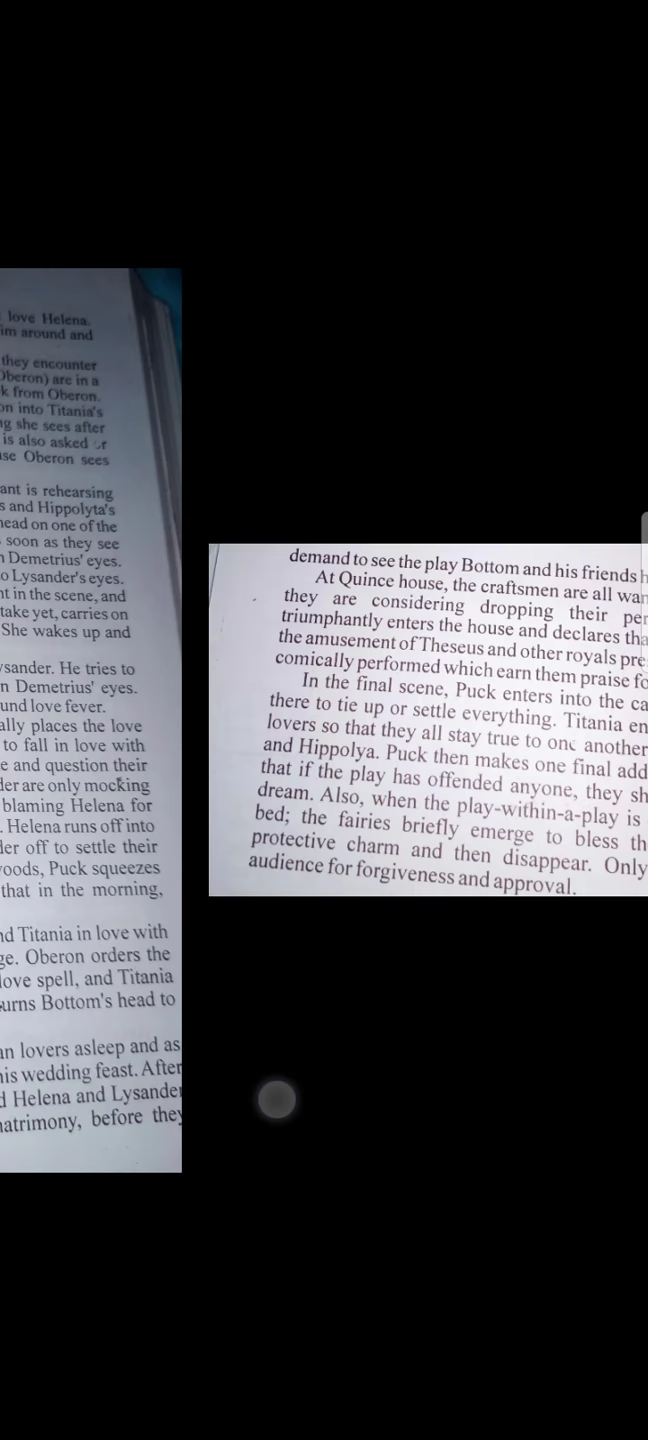 love Helena.
im around and
they encounter
Oberon) are in a
k from Oberon.
on into Titania's
ng she sees after
is also asked or
use Oberon sees
ant is rehearsing
s and Hippolyta's
head on one of the
soon as they see
n Demetrius' eyes.
o Lysander's eyes.
nt in the scene, and
take yet, carries on
She wakes up and
ysander. He tries to
n Demetrius' eyes.
und love fever.
ally places the love
to fall in love with
e and question their
der are only mocking
blaming Helena for
. Helena runs off into
der off to settle their
voods, Puck squeezes
that in the morning,
nd Titania in love with
ge. Oberon orders the
love spell, and Titania
urns Bottom's head to
an lovers asleep and as
his wedding feast. After
d Helena and Lysander
atrimony, before they
demand to see the play Bottom and his friends h
At Quince house, the craftsmen are all wan
they are considering dropping their per
triumphantly enters the house and declares tha
the amusement of Theseus and other royals pre
comically performed which earn them praise fo
In the final scene, Puck enters into the ca
there to tie up or settle everything. Titania en
lovers so that they all stay true to one another
and Hippolya. Puck then makes one final add
that if the play has offended anyone, they sh
dream. Also, when the play-within-a-play is
bed; the fairies briefly emerge to bless th
protective charm and then disappear. Only
audience for forgiveness and approval.